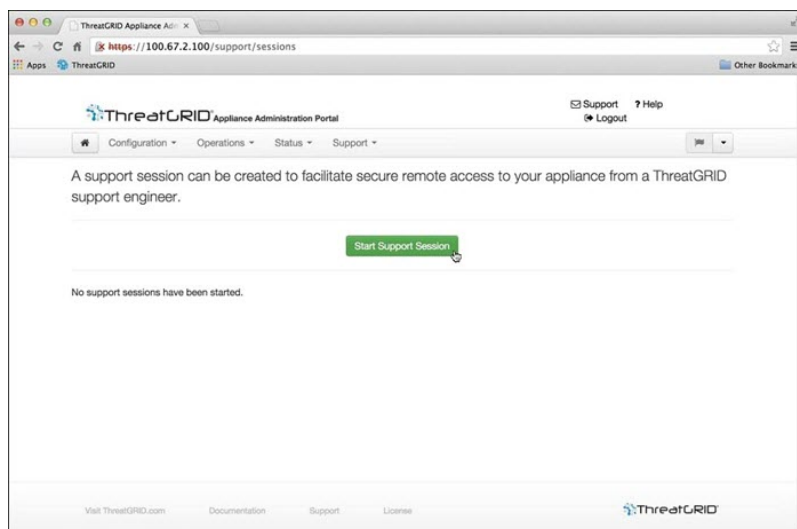 ThreatGRID Appliance Adm
https://100.67.2.100/support/sessions
Apps ThreatGRID Other Bookmark
ThreatGRID Appliance Administration Portal
Support ? Help
Logout
Configuration Operations Status Support
A support session can be created to facilitate secure remote access to your appliance from a ThreatGRID
support engineer.
Start Support Session
No support sessions have been started.
Visit ThreatGRID.com Documentation Support License ThreatGRID